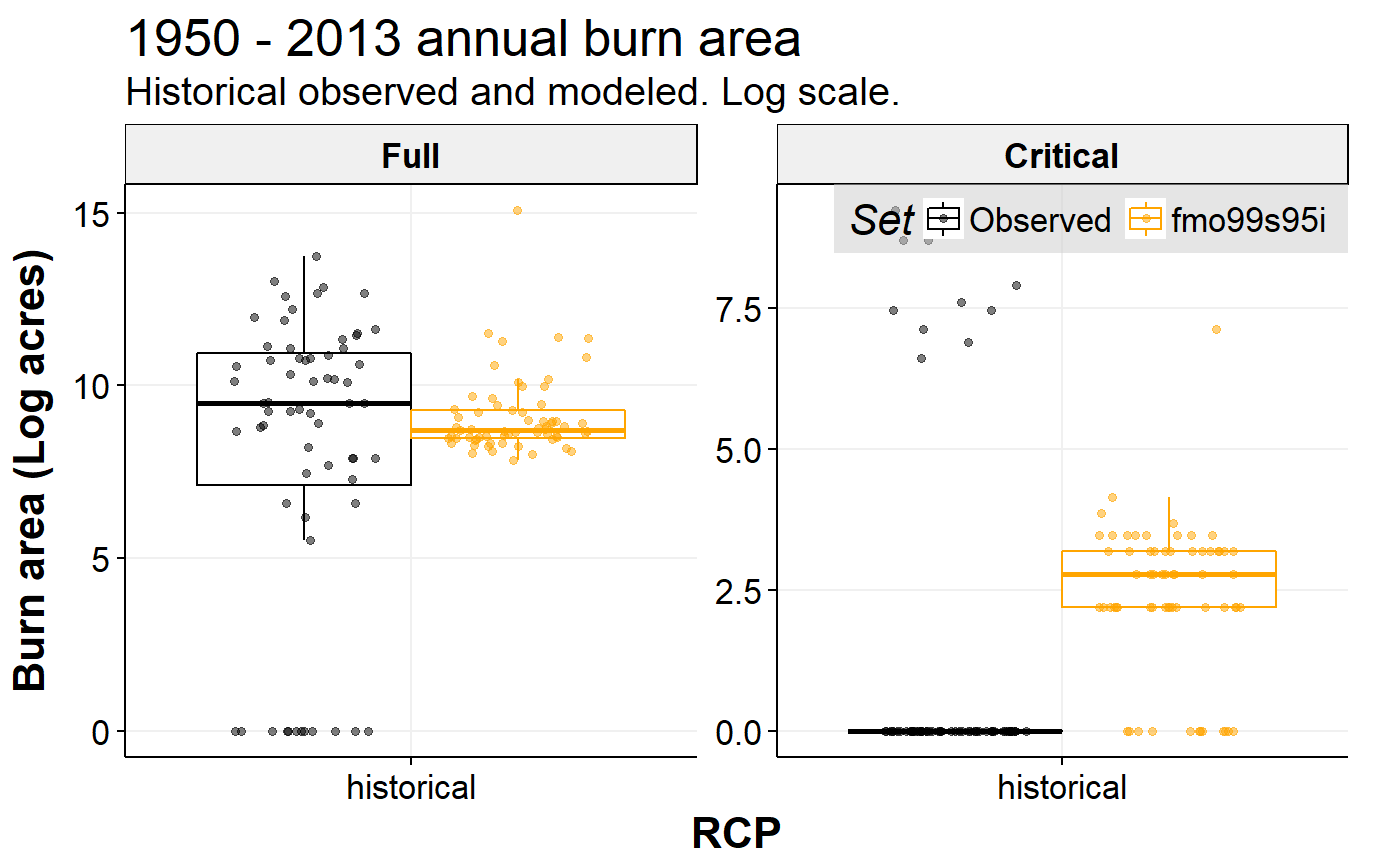 1950 - 2013 annual burn area
Historical observed and modeled. Log scale.
Full
Critical
Set Observed fmo99s95i
Burn area (Log acres)
15
10
5
0
7.5
5.0
2.5
0.0
historical
historical
RCP